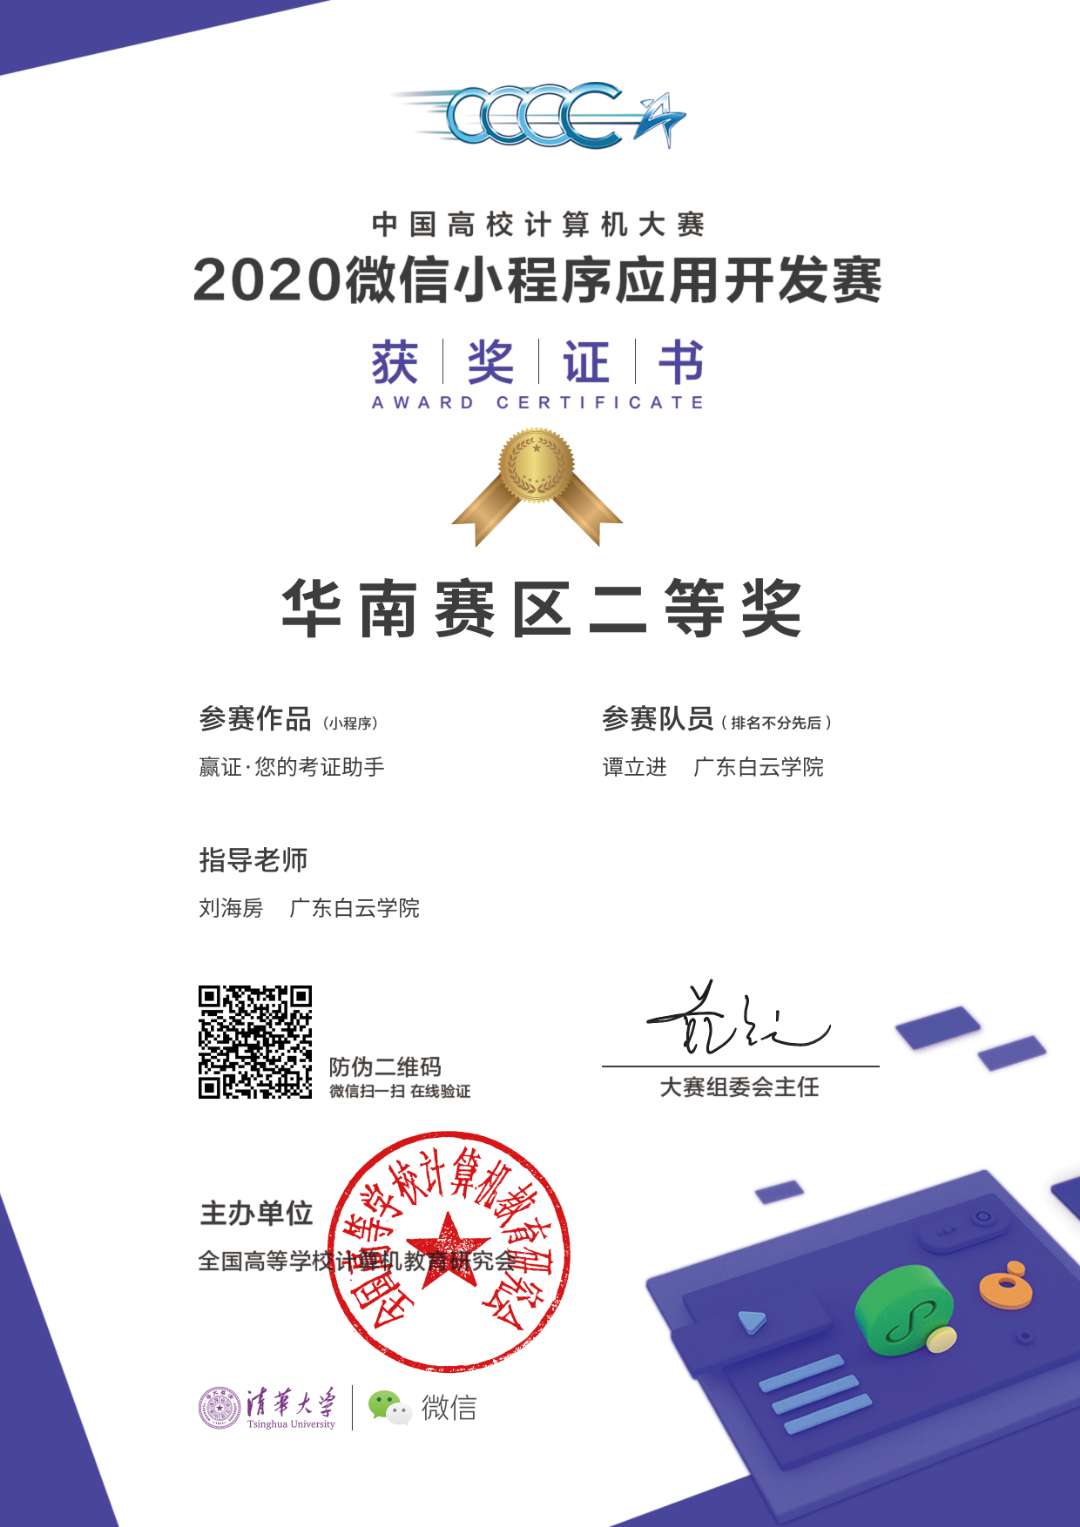 CCCC
中国高校计算机大赛
2020微信小程序应用开发赛
获奖证书
AWARD CERTIFICATE
华南赛区二等奖
参赛作品（小程序）
赢证·您的考证助手
参赛队员（排名不分先后）
谭立进 广东白云学院
指导老师
刘海房 广东白云学院
防伪二维码
微信扫一扫 在线验证
大赛组委会主任
主办单位
全国高等学校计算机教育研究会
全国高等学校计算机教育研究会
清華大学
Tsinghua University
微信